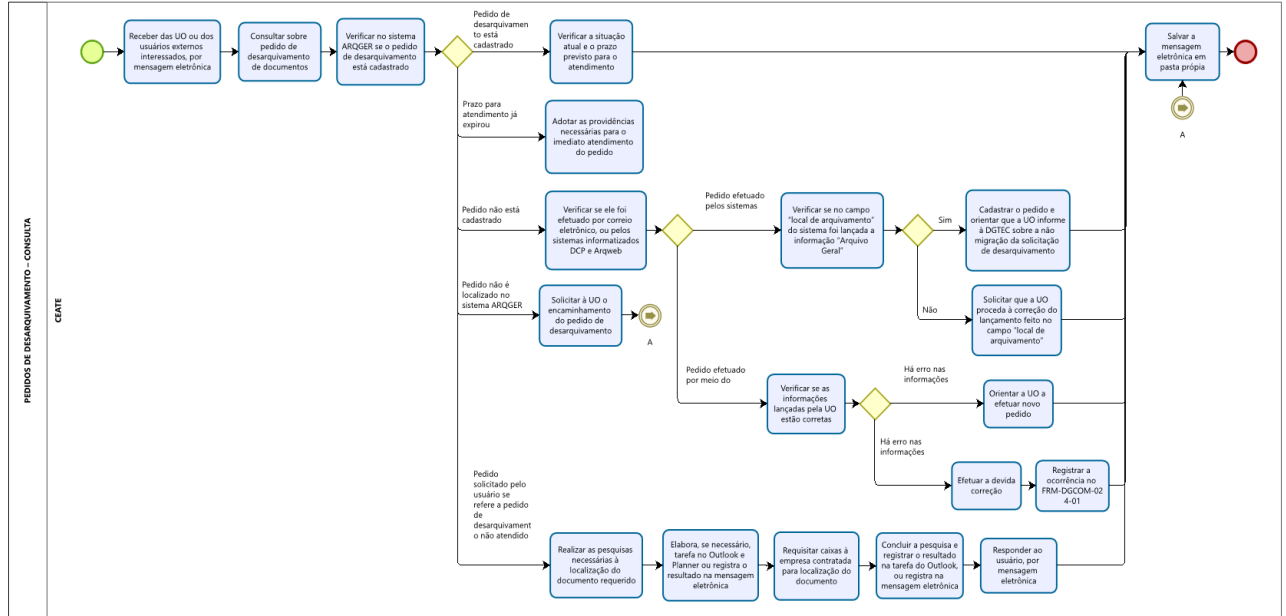 PEDIDOS DE DESARQUIVAMENTO – CONSULTA
CEATE
Receber das UO ou dos
usuários externos
interessados, por
mensagem eletrônica
Consultar sobre
pedido de
desarquivamento
de documentos
Verificar no sistema
ARQGER se o pedido
de desarquivamento
está cadastrado
Pedido de
desarquivamen
to está
cadastrado
Verificar a situação
atual e o prazo
previsto para o
atendimento
Salvar a
mensagem
eletrônica em
pasta própia
A
Prazo para
atendimento já
expirou
Adotar as providências
necessárias para o
imediato atendimento
do pedido
Pedido não está
cadastrado
Verificar se ele foi
efetuado por correio
eletrônico, ou pelos
sistemas informatizados
DCP e Arqweb
Pedido efetuado
pelos sistemas
Verificar se no campo
"local de arquivamento"
do sistema foi lançada a
informação "Arquivo
Geral"
Sim
Cadastrar o pedido e
orientar que a UO informe
à DGTEC sobre a não
migração da solicitação
de desarquivamento
Pedido não é
localizado no
sistema ARQGER
Solicitar à UO o
encaminhamento
do pedido de
desarquivamento
A
Não
Solicitar que a UO
proceda à correção do
lançamento feito no
campo "local de
arquivamento"
Pedido efetuado
por meio do
Verificar se as
informações
lançadas pela UO
estão corretas
Há erro nas
informações
Orientar a UO a
efetuar novo
pedido
Há erro nas
informações
Efetuar a devida
correção
Registrar a
ocorrência no
FRM-DGCOM-02
4-01
Pedido
solicitado pelo
usuário se
refere a pedido
de
desarquivament
o não atendido
Realizar as pesquisas
necessárias à
localização do
documento requerido
Elabora, se necessário,
tarefa no Outlook e
Planner ou registra o
resultado na mensagem
eletrônica
Requisitar caixas à
empresa contratada
para localização do
documento
Concluir a pesquisa e
registrar o resultado
na tarefa do Outlook,
ou registra na
mensagem eletrônica
Responder ao
usuário, por
mensagem
eletrônica